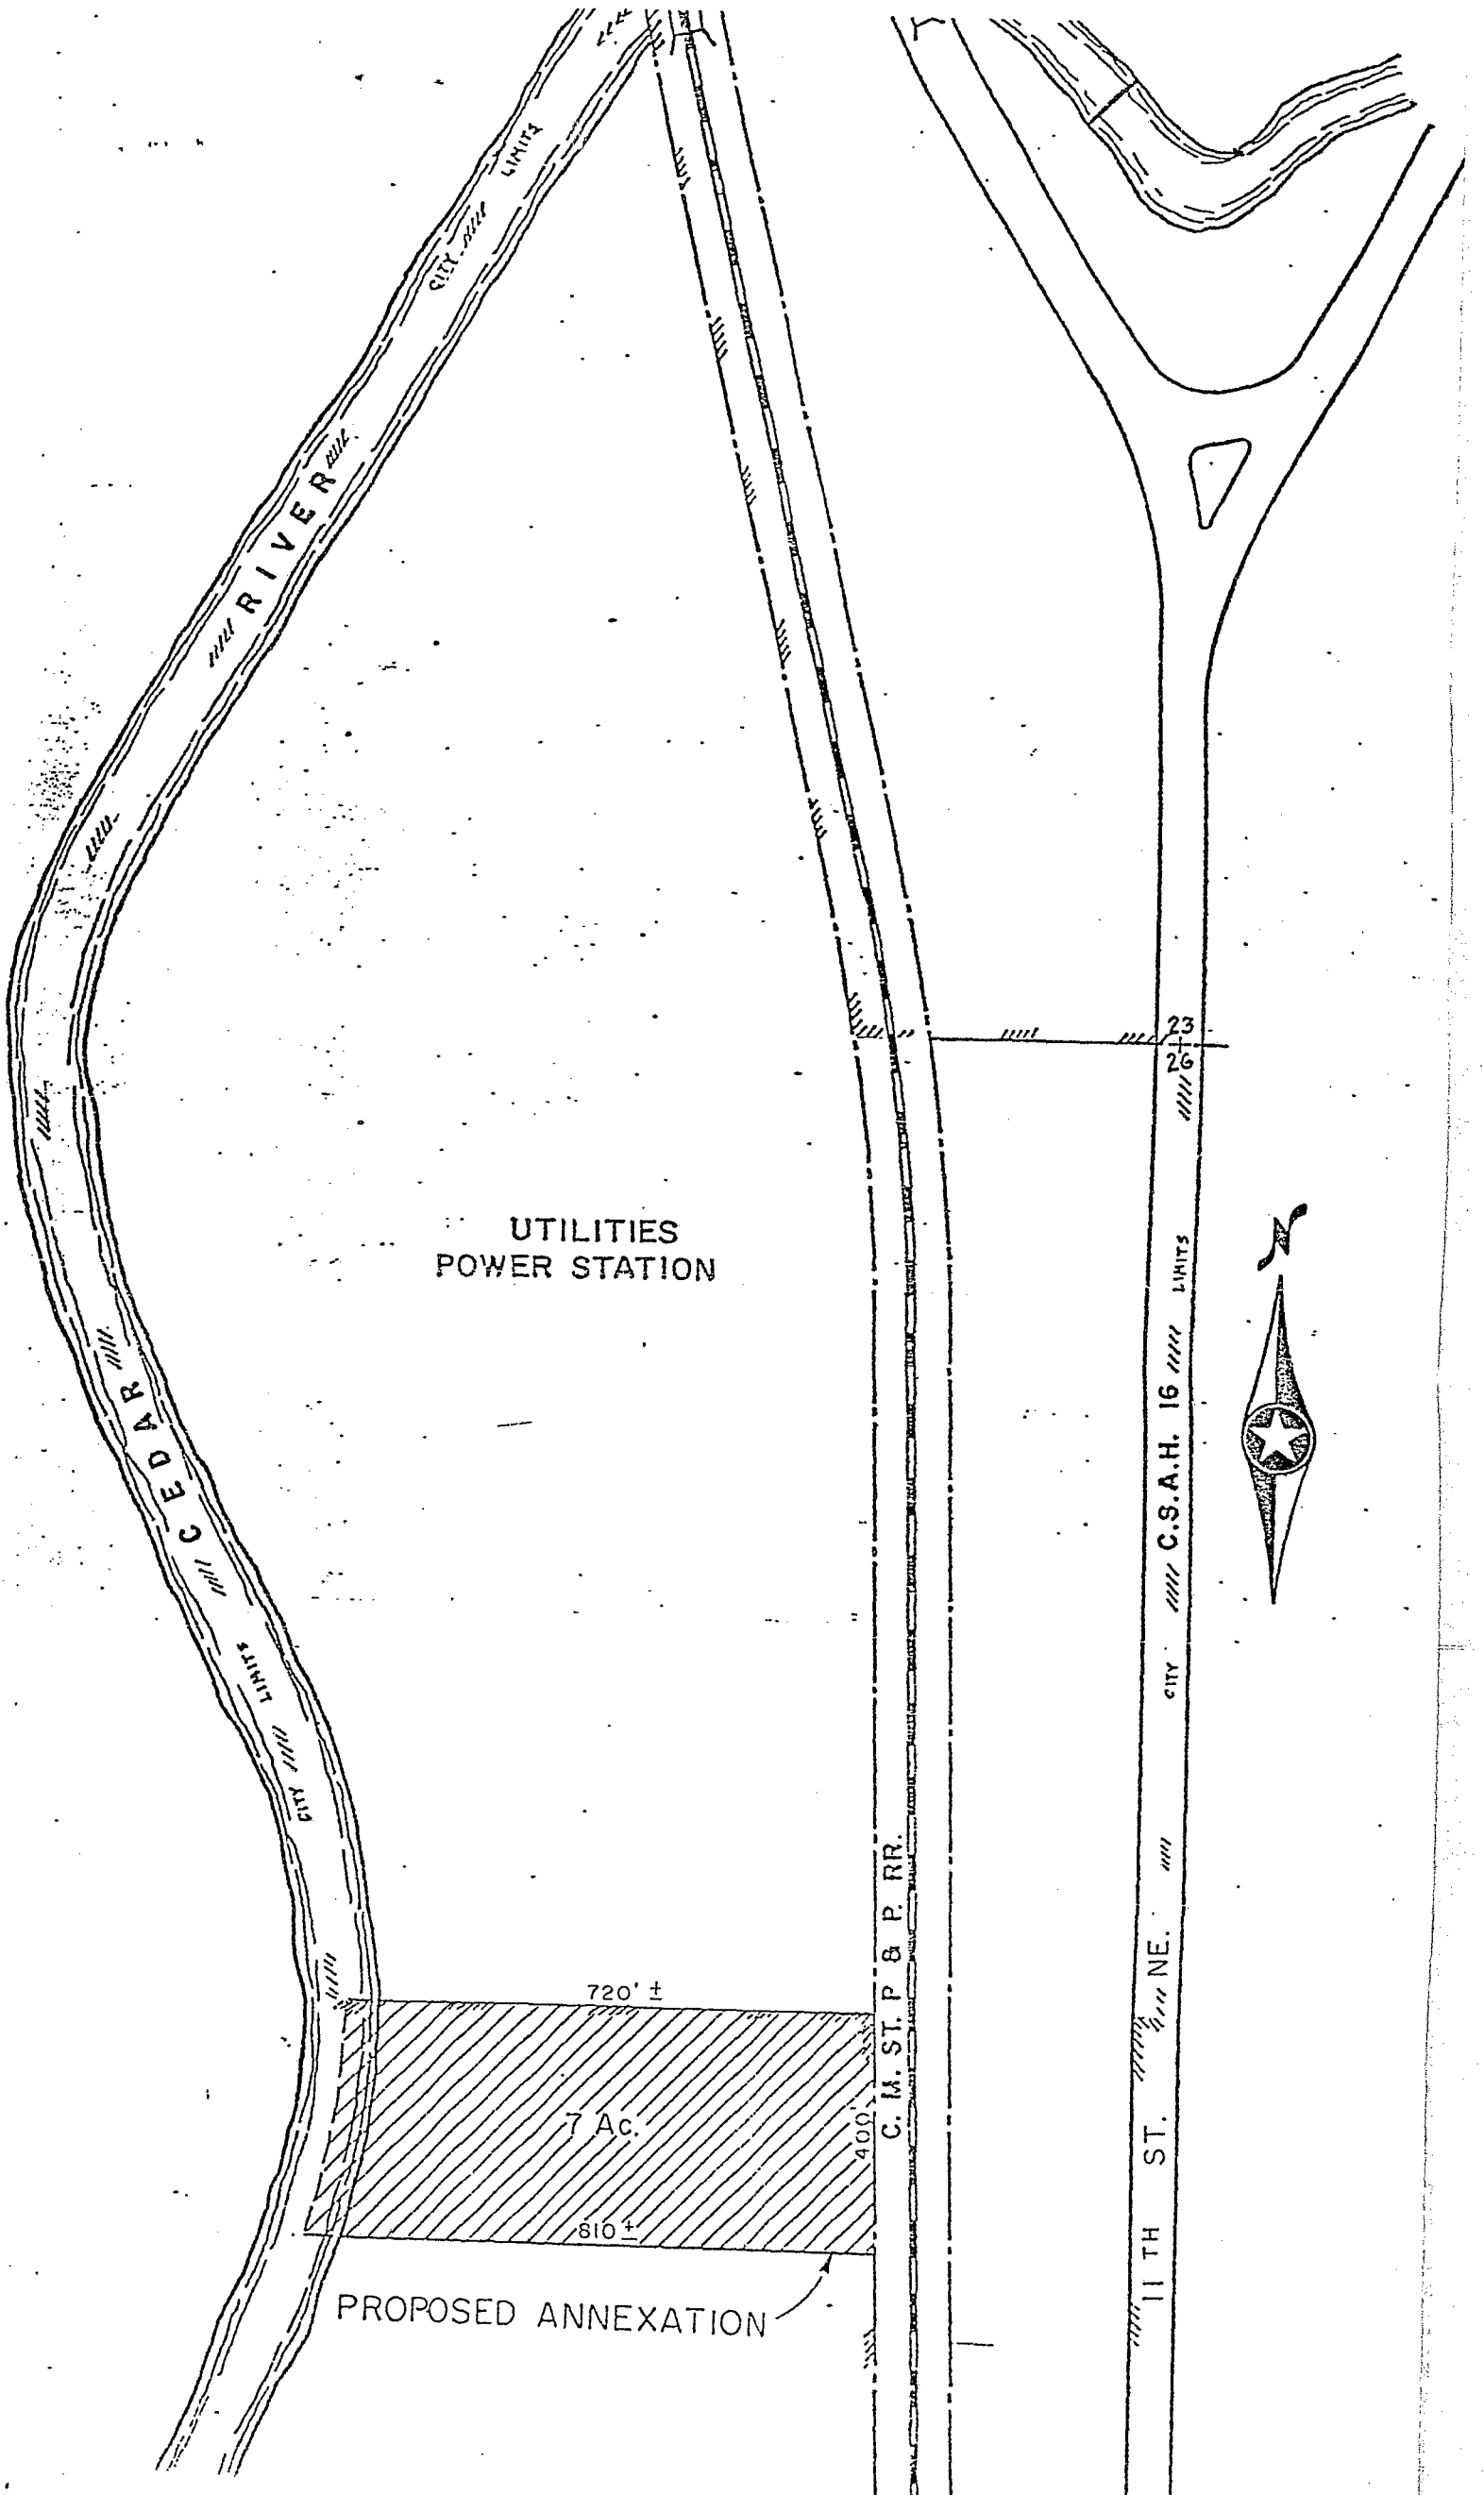 CITY LIMITS
RIVER
23
26
UTILITIES
POWER STATION
N
CITY LIMITS
C.S.A.H. 16
CEDAR
CITY LIMITS
C. M. ST. P & P. RR.
11 TH ST. NE.
720' ±
7 Ac.
400'
810 ±
PROPOSED ANNEXATION